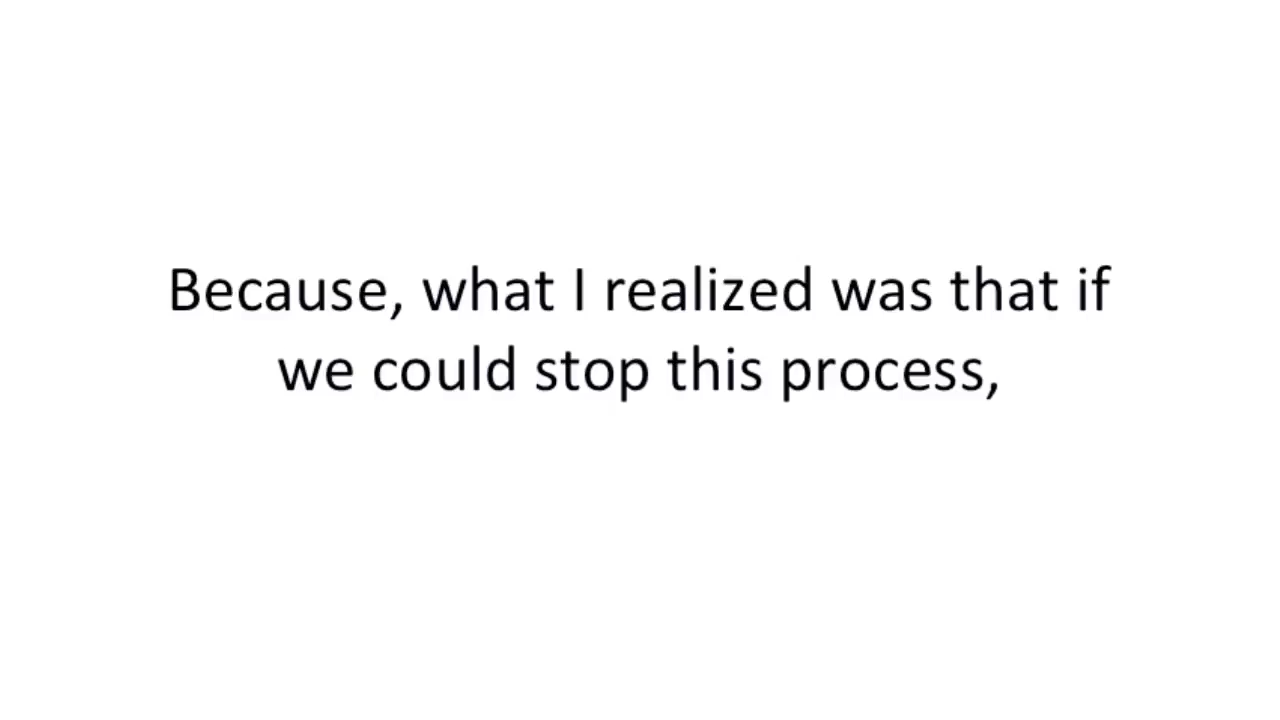 Because, what I realized was that if
we could stop this process,